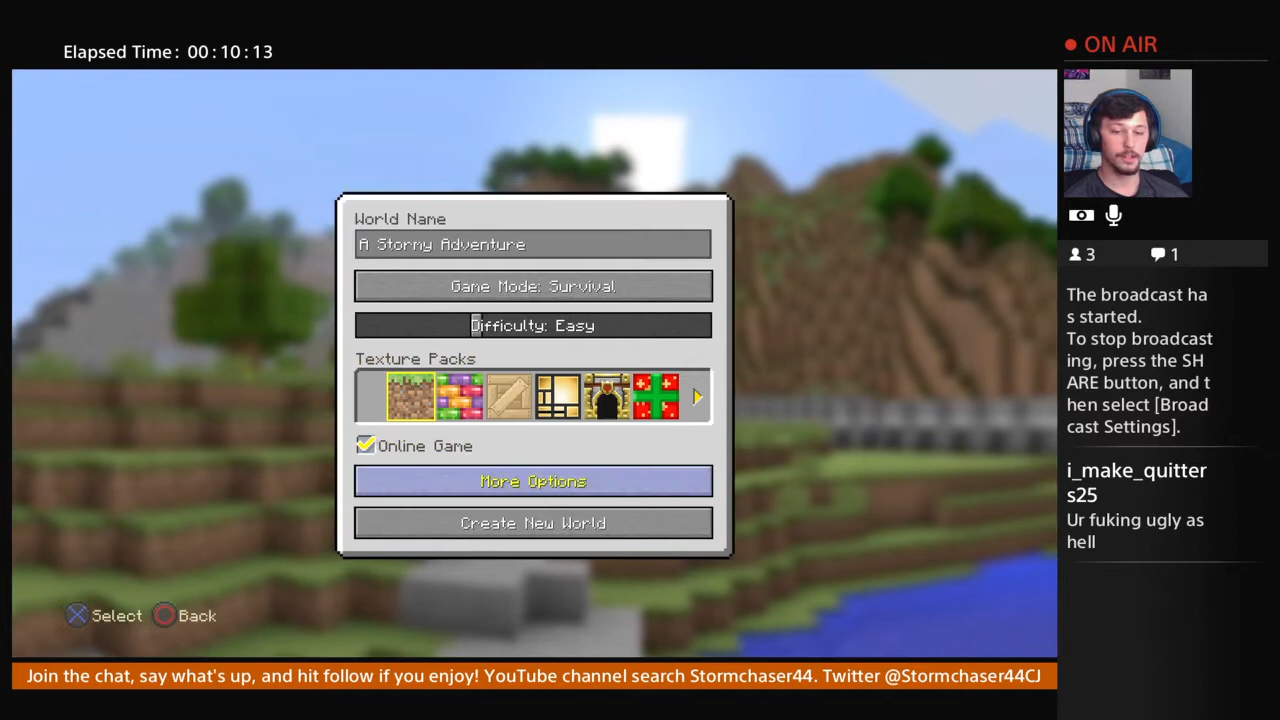 Elapsed Time: 00:10:13
ON AIR
World Name
A Stormy Adventure
Game Mode: Survival
Difficulty: Easy
Texture Packs
Online Game
More Options
Create New World
Select Back
Join the chat, say what's up, and hit follow if you enjoy! YouTube channel search Stormchaser44. Twitter @Stormchaser44CJ
3 1
The broadcast ha
s started.
To stop broadcast
ing, press the SH
ARE button, and t
hen select [Broad
cast Settings].
i_make_quitter
s25
Ur fuking ugly as
hell